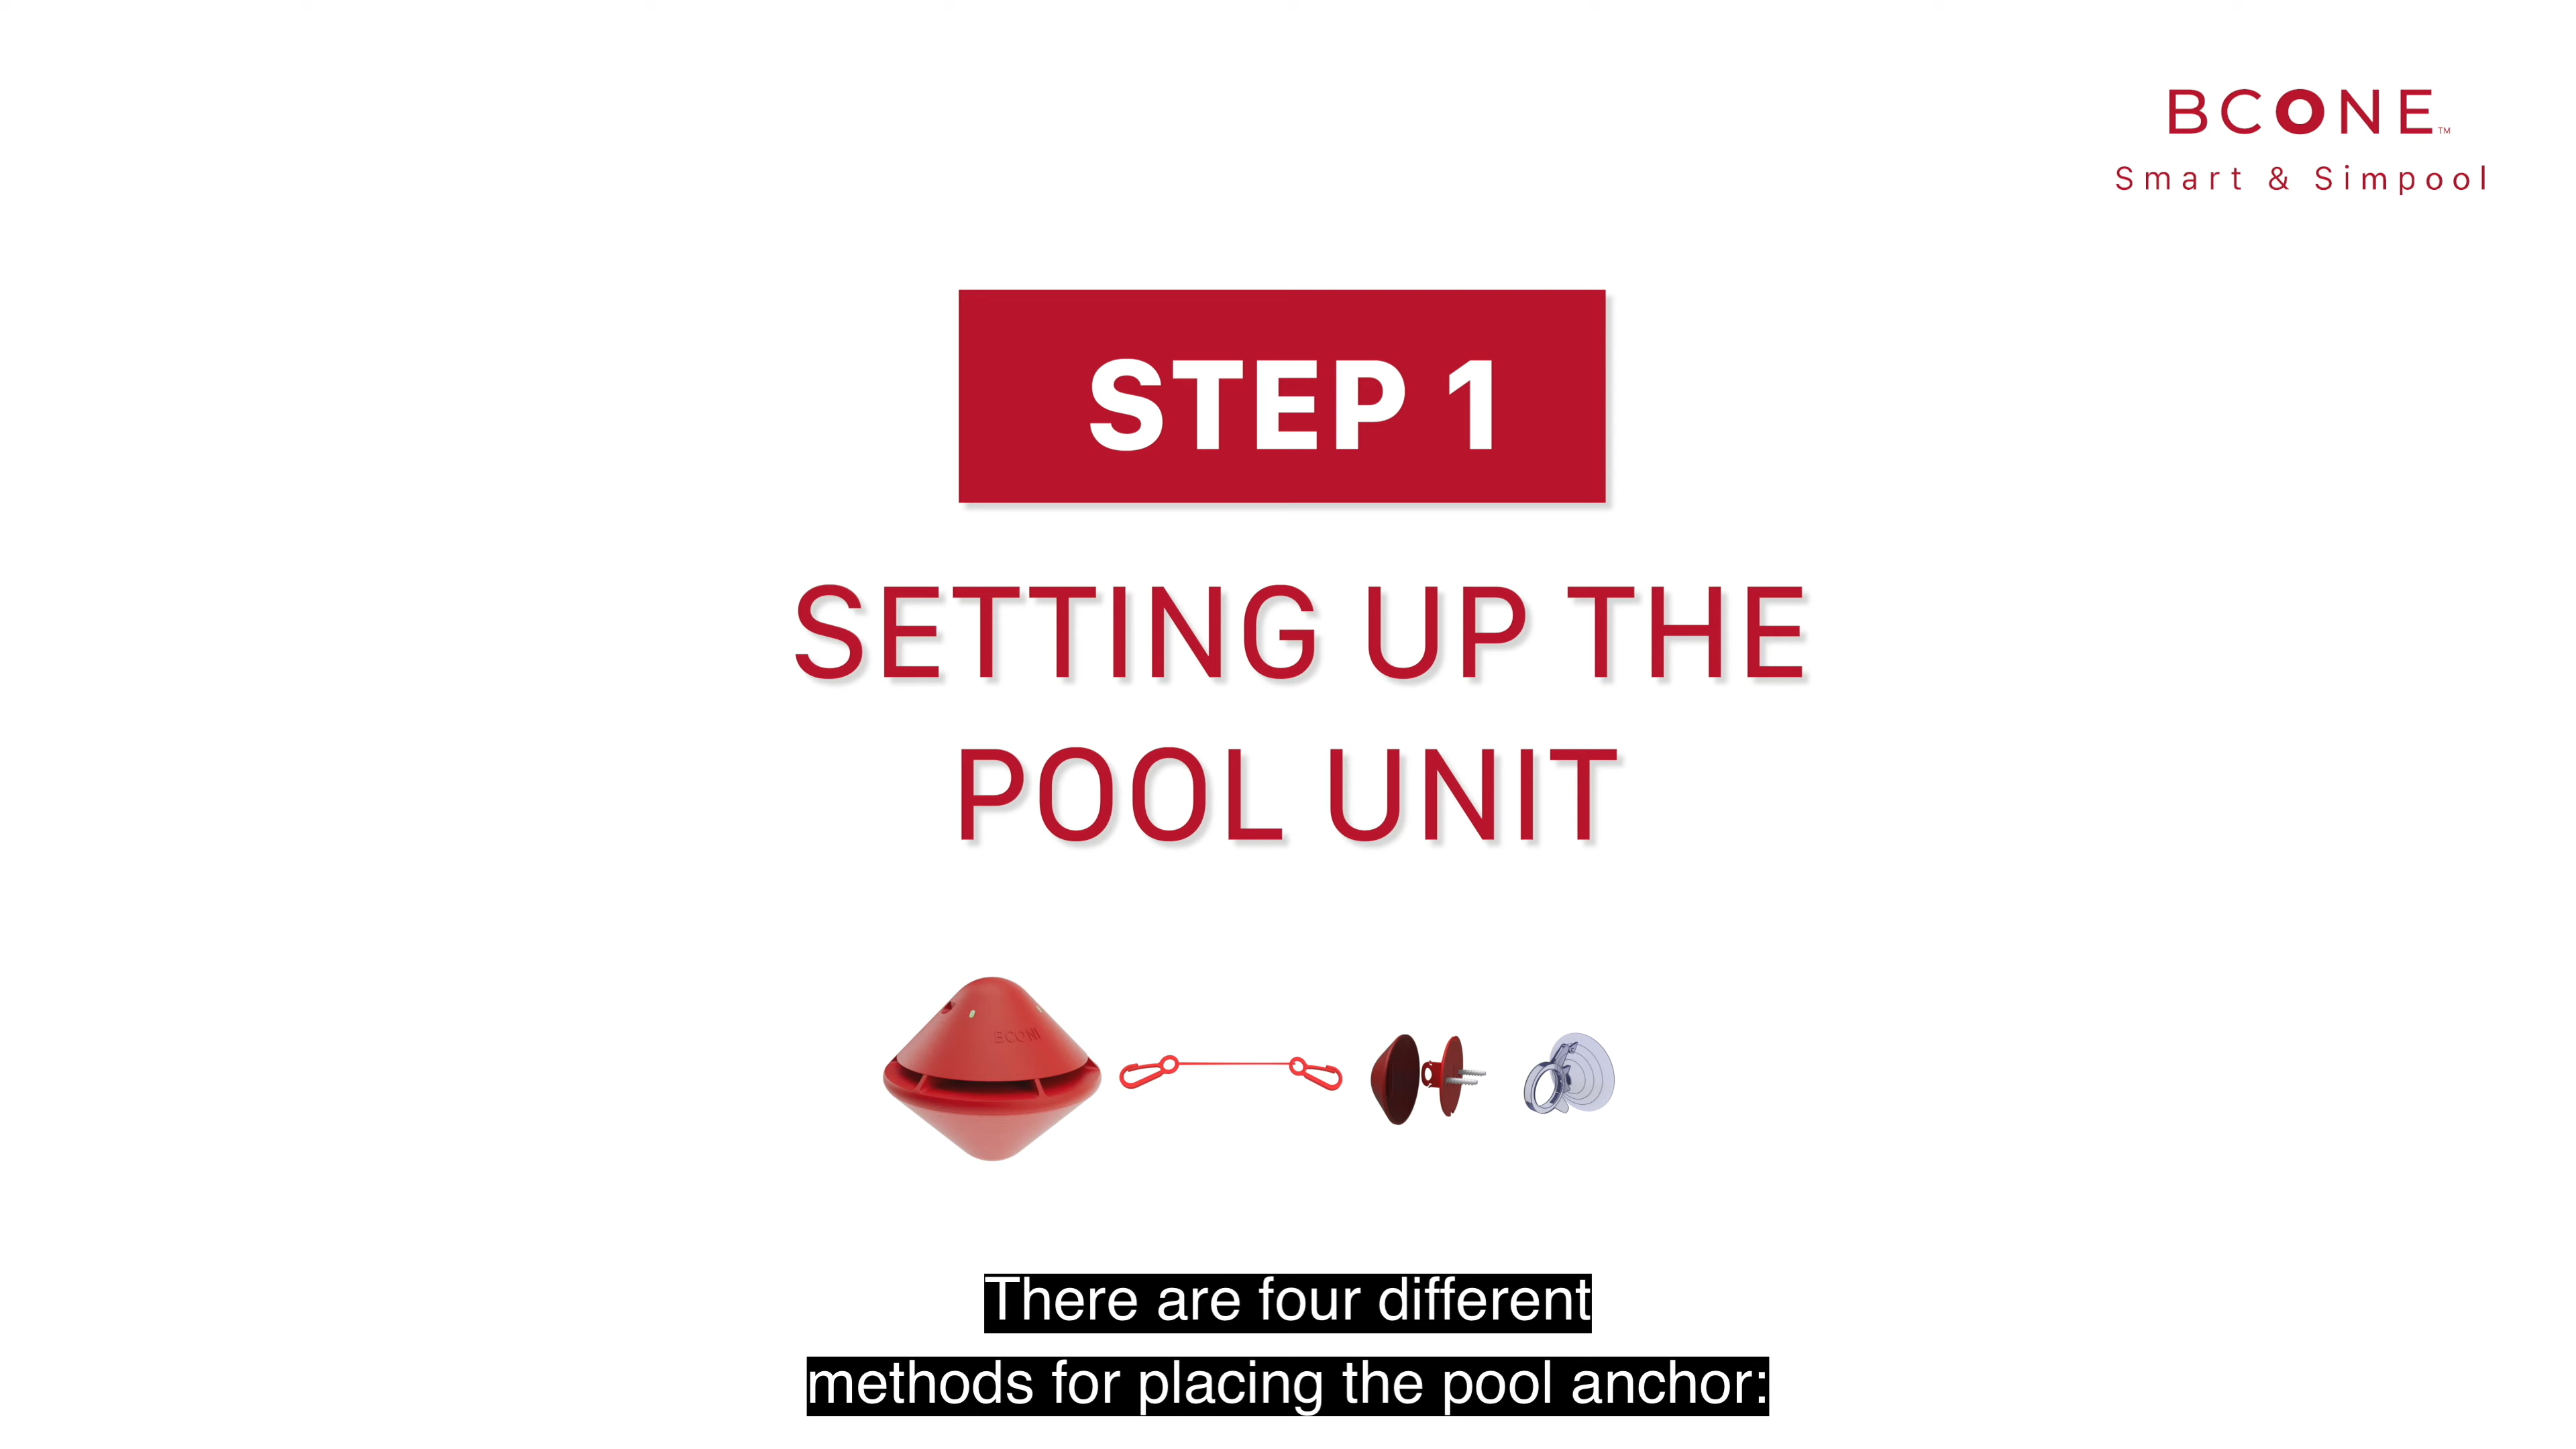 BCONE™
Smart & Simpool
STEP 1
SETTING UP THE
POOL UNIT
There are four different
methods for placing the pool anchor: